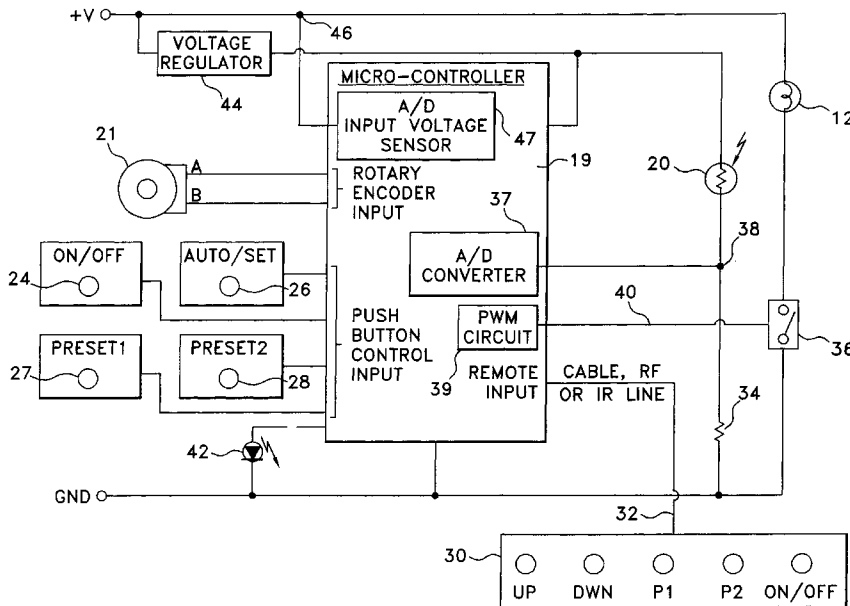 +V
46
VOLTAGE
REGULATOR
44
MICRO-CONTROLLER
A/D
INPUT VOLTAGE
SENSOR
47
12
19
20
21
A
B
ROTARY
ENCODER
INPUT
37
A/D
CONVERTER
38
ON/OFF
24
AUTO/SET
26
PUSH
BUTTON
CONTROL
INPUT
PWM
CIRCUIT
39
40
36
PRESET1
27
PRESET2
28
REMOTE
INPUT
CABLE, RF
OR IR LINE
34
42
GND
32
30
UP
DWN
P1
P2
ON/OFF